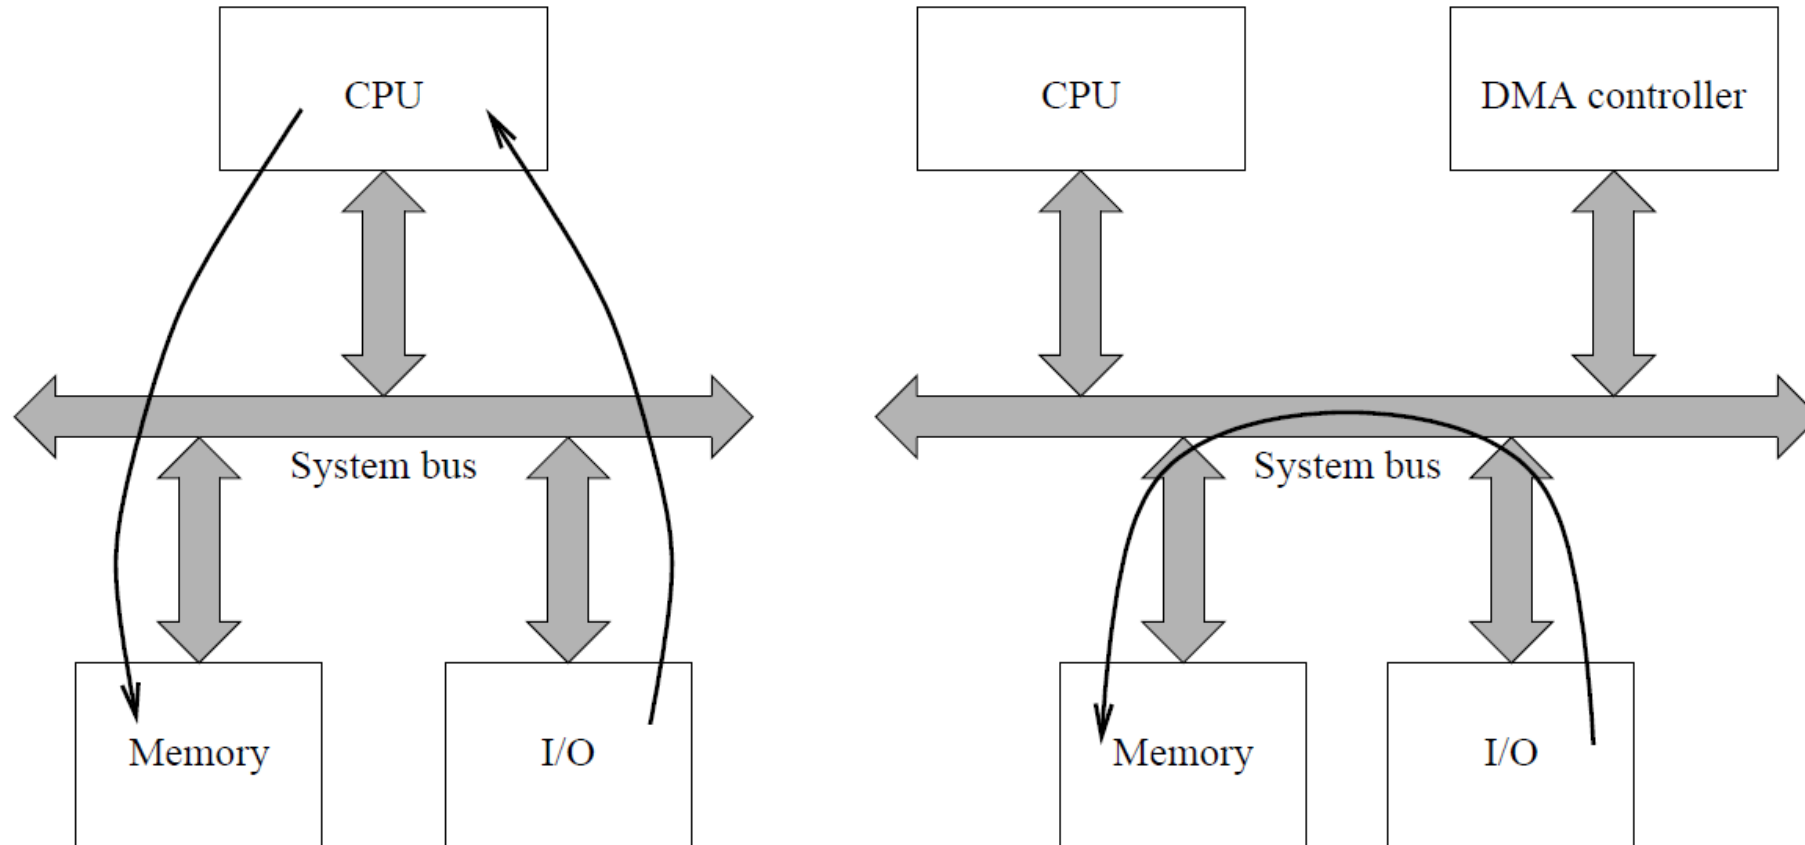 CPU
System bus
Memory
I/O
CPU
DMA controller
System bus
Memory
I/O